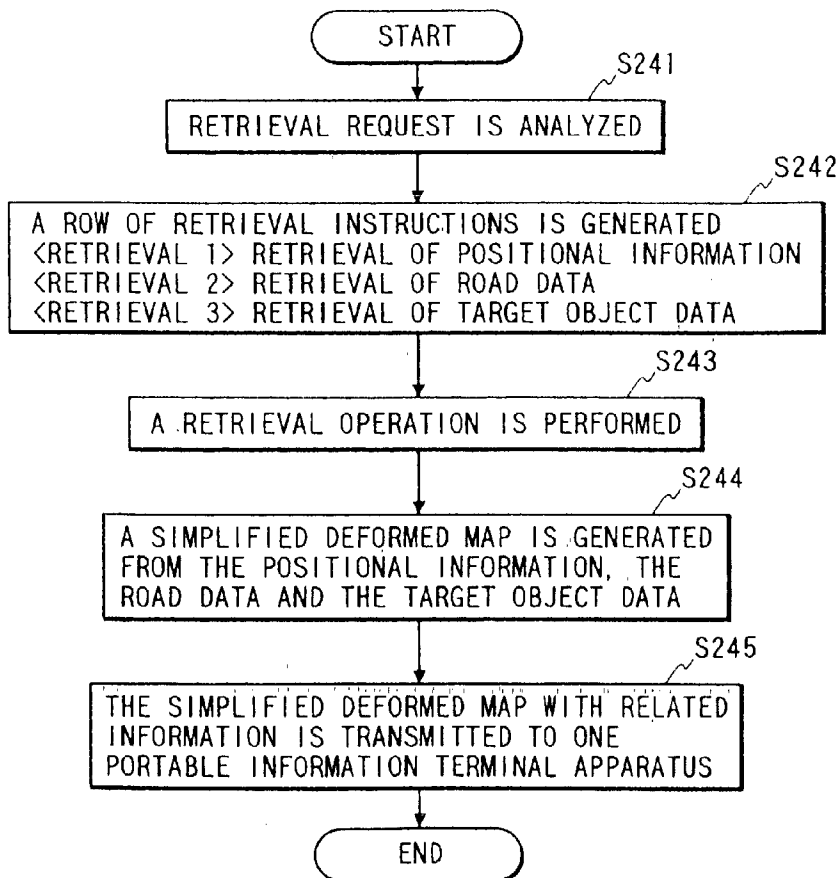 START
S241
RETRIEVAL REQUEST IS ANALYZED
S242
A ROW OF RETRIEVAL INSTRUCTIONS IS GENERATED
<RETRIEVAL 1> RETRIEVAL OF POSITIONAL INFORMATION
<RETRIEVAL 2> RETRIEVAL OF ROAD DATA
<RETRIEVAL 3> RETRIEVAL OF TARGET OBJECT DATA
S243
A RETRIEVAL OPERATION IS PERFORMED
S244
A SIMPLIFIED DEFORMED MAP IS GENERATED
FROM THE POSITIONAL INFORMATION, THE
ROAD DATA AND THE TARGET OBJECT DATA
S245
THE SIMPLIFIED DEFORMED MAP WITH RELATED
INFORMATION IS TRANSMITTED TO ONE
PORTABLE INFORMATION TERMINAL APPARATUS
END